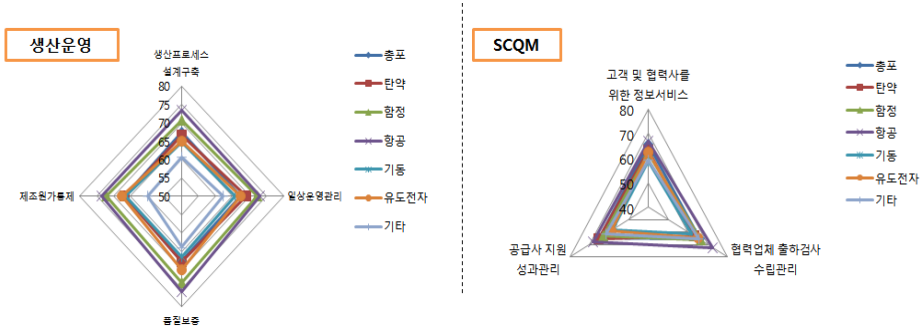 생산운영
생산프로세스
설계구축
80
75
70
65
60
55
50
제조원가통제
일상운영관리
품질보증
총포
탄약
함정
항공
기동
유도전자
기타
SCQM
고객 및 협력사를
위한 정보서비스
80
70
60
50
40
공급사 지원
성과관리
협력업체 출하검사
수립관리
총포
탄약
함정
항공
기동
유도전자
기타